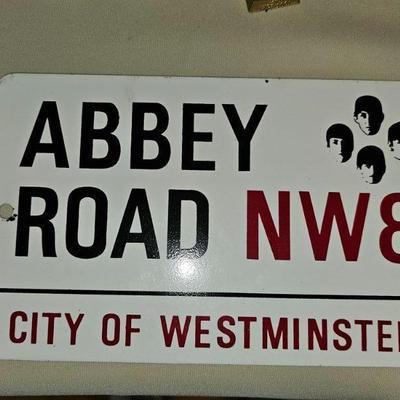 ABBEY
ROAD NW8
CITY OF WESTMINSTER